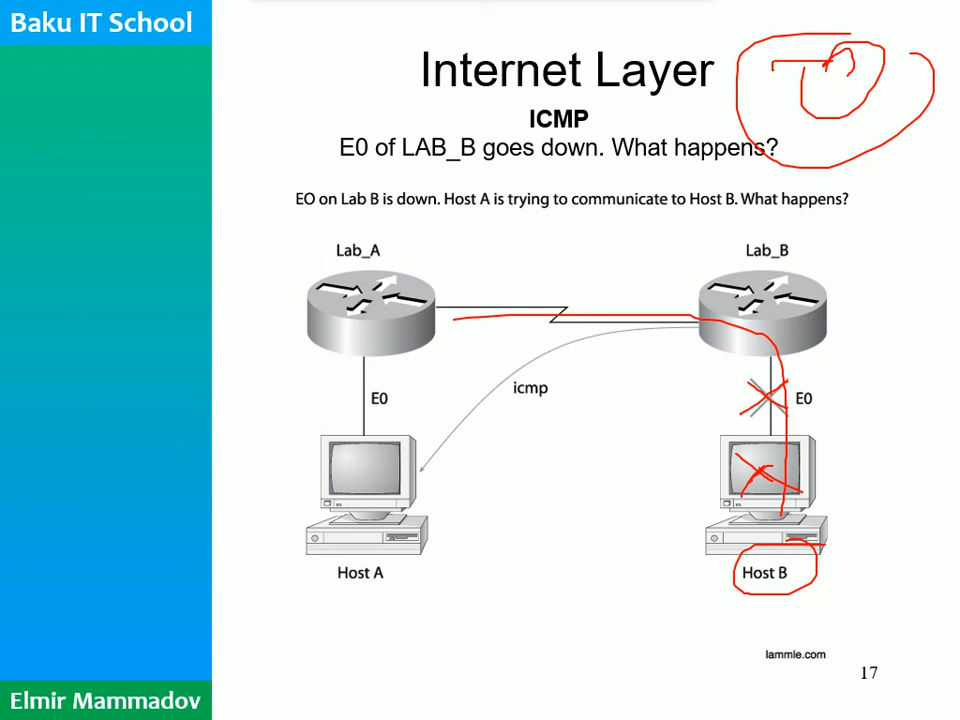 Baku IT School
Internet Layer
ICMP
E0 of LAB_B goes down. What happens?
EO on Lab B is down. Host A is trying to communicate to Host B. What happens?
Lab_A
Lab_B
icmp
E0
E0
Host A
Host B
lammle.com
17
Elmir Mammadov